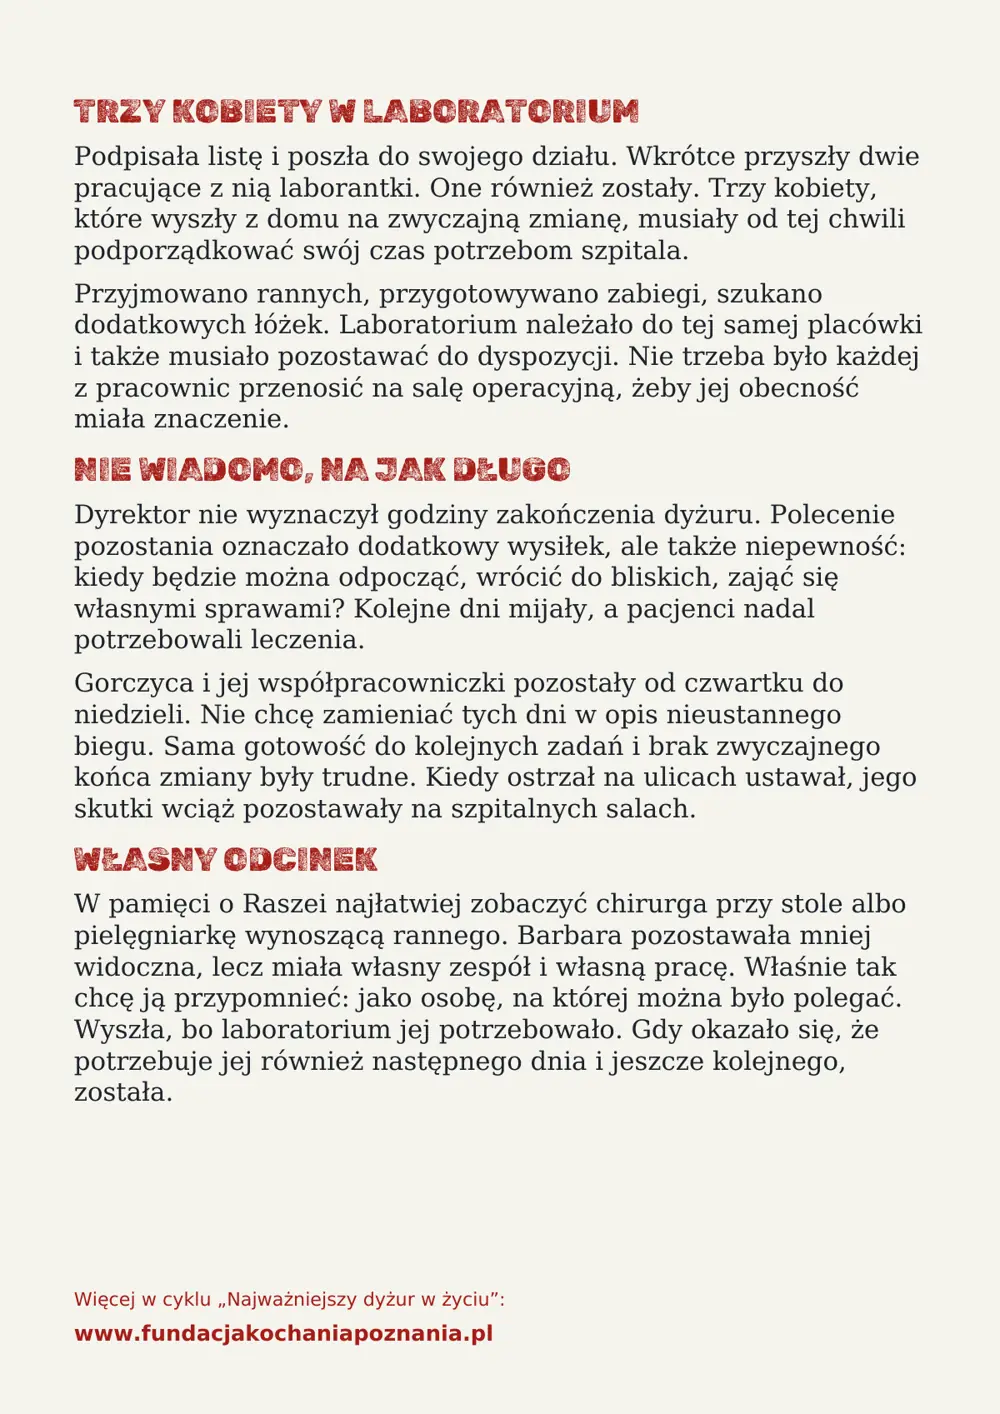 TRZY KOBIETY W LABORATORIUM
Podpisała listę i poszła do swojego działu. Wkrótce przyszły dwie
pracujące z nią laborantki. One również zostały. Trzy kobiety,
które wyszły z domu na zwyczajną zmianę, musiały od tej chwili
podporządkować swój czas potrzebom szpitala.
Przyjmowano rannych, przygotowywano zabiegi, szukano
dodatkowych łóżek. Laboratorium należało do tej samej placówki
i także musiało pozostawać do dyspozycji. Nie trzeba było każdej
z pracownic przenosić na salę operacyjną, żeby jej obecność
miała znaczenie.
NIE WIADOMO, NA JAK DŁUGO
Dyrektor nie wyznaczył godziny zakończenia dyżuru. Polecenie
pozostania oznaczało dodatkowy wysiłek, ale także niepewność:
kiedy będzie można odpocząć, wrócić do bliskich, zająć się
własnymi sprawami? Kolejne dni mijały, a pacjenci nadal
potrzebowali leczenia.
Gorczyca i jej współpracowniczki pozostały od czwartku do
niedzieli. Nie chcę zamieniać tych dni w opis nieustannego
biegu. Sama gotowość do kolejnych zadań i brak zwyczajnego
końca zmiany były trudne. Kiedy ostrzał na ulicach ustawał, jego
skutki wciąż pozostawały na szpitalnych salach.
WŁASNY ODCINEK
W pamięci o Raszei najłatwiej zobaczyć chirurga przy stole albo
pielęgniarkę wynoszącą rannego. Barbara pozostawała mniej
widoczna, lecz miała własny zespół i własną pracę. Właśnie tak
chcę ją przypomnieć: jako osobę, na której można było polegać.
Wyszła, bo laboratorium jej potrzebowało. Gdy okazało się, że
potrzebuje jej również następnego dnia i jeszcze kolejnego,
została.
Więcej w cyklu „Najważniejszy dyżur w życiu”:
www.fundacjakochaniapoznania.pl